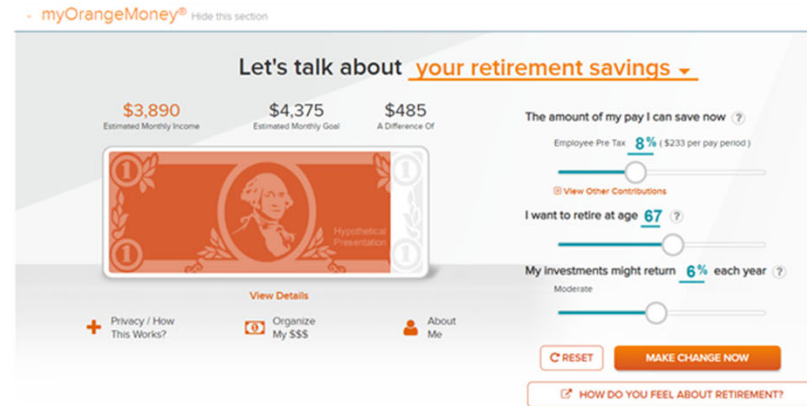 - myOrangeMoney® Hide this section
Let's talk about your retirement savings
$3,890
Estimated Monthly Income
$4,375
Estimated Monthly Goal
$485
A Difference Of
1
1
1
1
Hypothetical
Presentation
View Details
Privacy / How
This Works?
Organize
My $$$
About
Me
The amount of my pay I can save now ?
Employee Pre Tax 8% ( $233 per pay period )
View Other Contributions
I want to retire at age 67 ?
My investments might return 6% each year ?
Moderate
RESET
MAKE CHANGE NOW
HOW DO YOU FEEL ABOUT RETIREMENT?